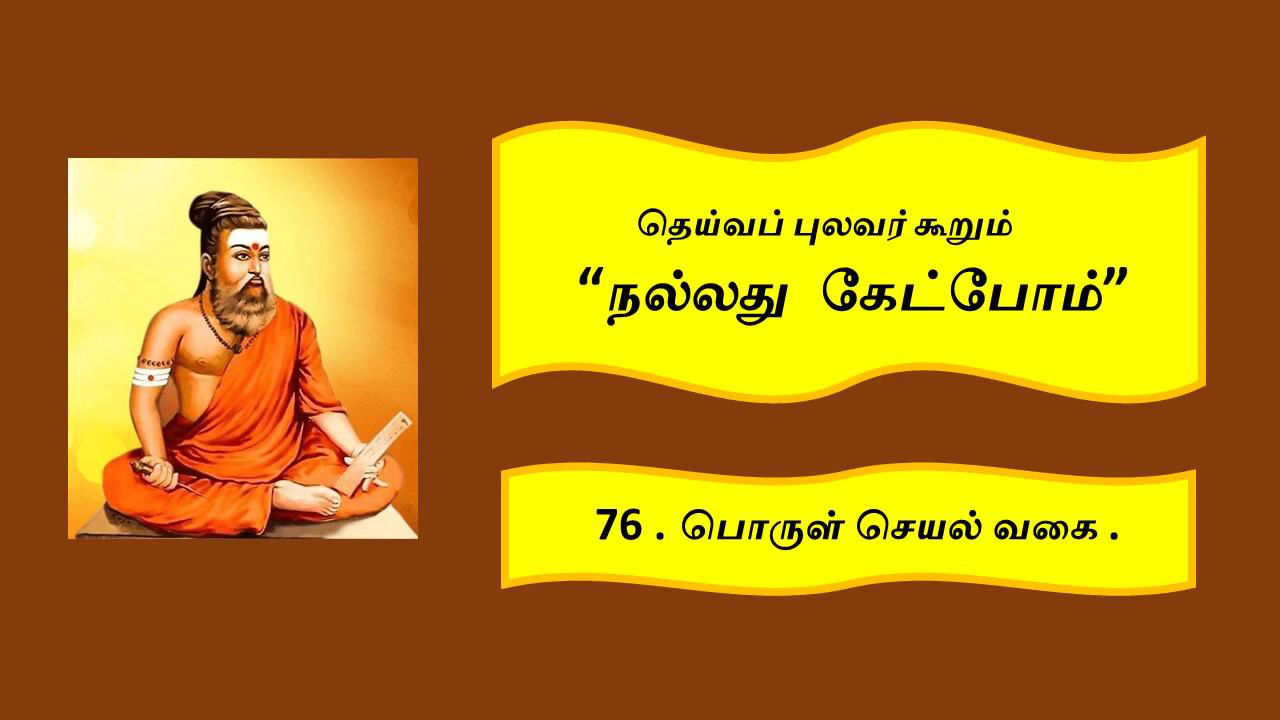 தெய்வப் புலவர் கூறும்
“நல்லது கேட்போம்”
76 . பொருள் செயல் வகை .